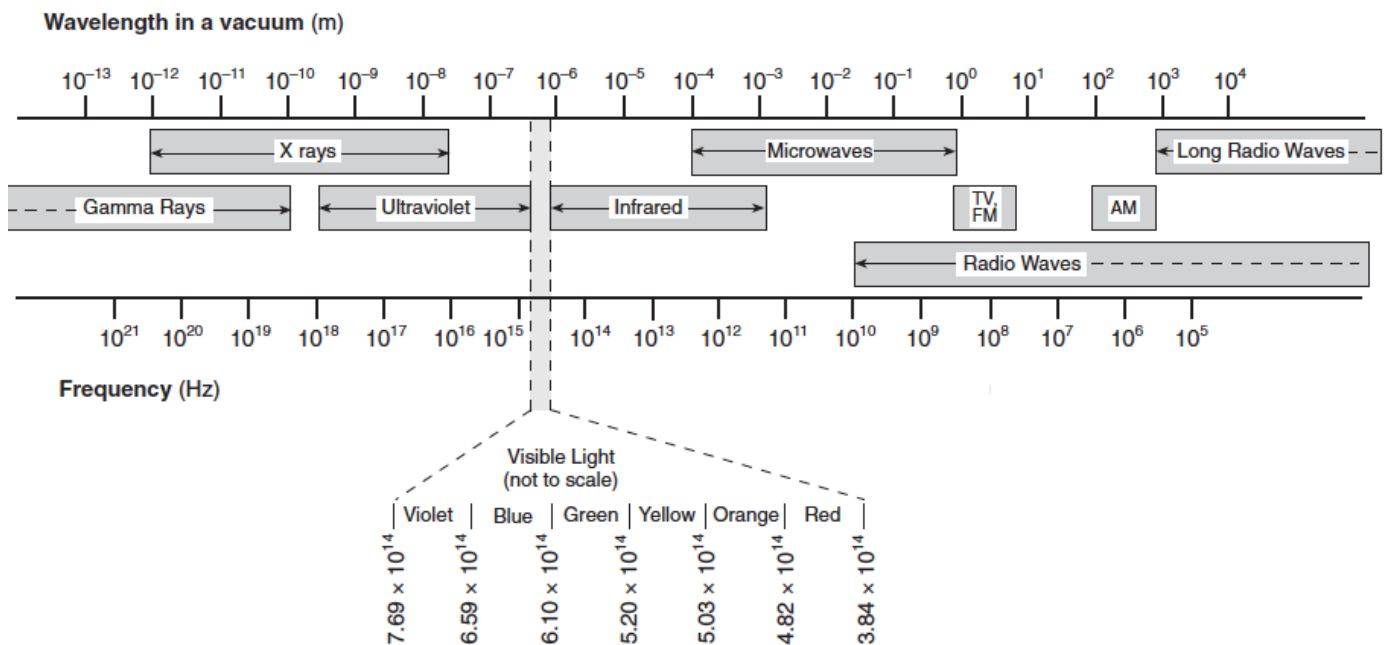 Wavelength in a vacuum (m)
10⁻¹³ 10⁻¹² 10⁻¹¹ 10⁻¹⁰ 10⁻⁹ 10⁻⁸ 10⁻⁷ 10⁻⁶ 10⁻⁵ 10⁻⁴ 10⁻³ 10⁻² 10⁻¹ 10⁰ 10¹ 10² 10³ 10⁴
X rays Microwaves Long Radio Waves
Gamma Rays Ultraviolet Infrared TV, FM AM
Radio Waves
10²¹ 10²⁰ 10¹⁹ 10¹⁸ 10¹⁷ 10¹⁶ 10¹⁵ 10¹⁴ 10¹³ 10¹² 10¹¹ 10¹⁰ 10⁹ 10⁸ 10⁷ 10⁶ 10⁵
Frequency (Hz)
Visible Light
(not to scale)
Violet Blue Green Yellow Orange Red
7.69 × 10¹⁴ 6.59 × 10¹⁴ 6.10 × 10¹⁴ 5.20 × 10¹⁴ 5.03 × 10¹⁴ 4.82 × 10¹⁴ 3.84 × 10¹⁴